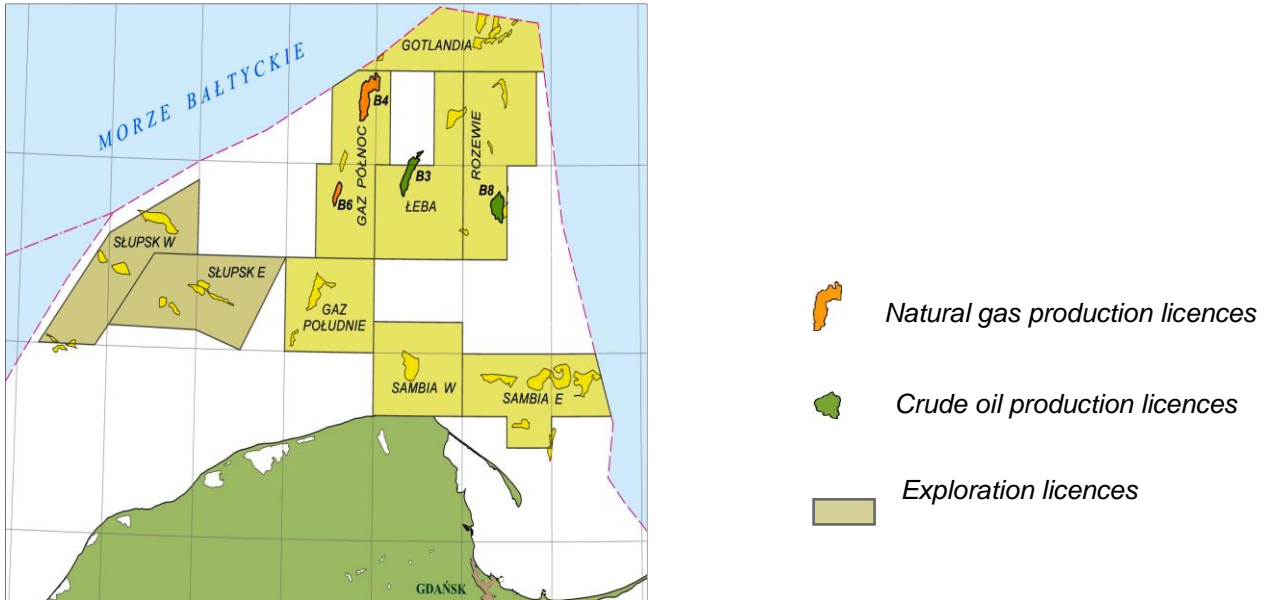 GOTLANDIA
MORZE BAŁTYCKIE
B4
GAZ PÓŁNOC
ROZEWIE
B3
B6
B8
ŁEBA
SŁUPSK W
SŁUPSK E
GAZ
POŁUDNIE
SAMBIA W
SAMBIA E
GDAŃSK
Natural gas production licences
Crude oil production licences
Exploration licences